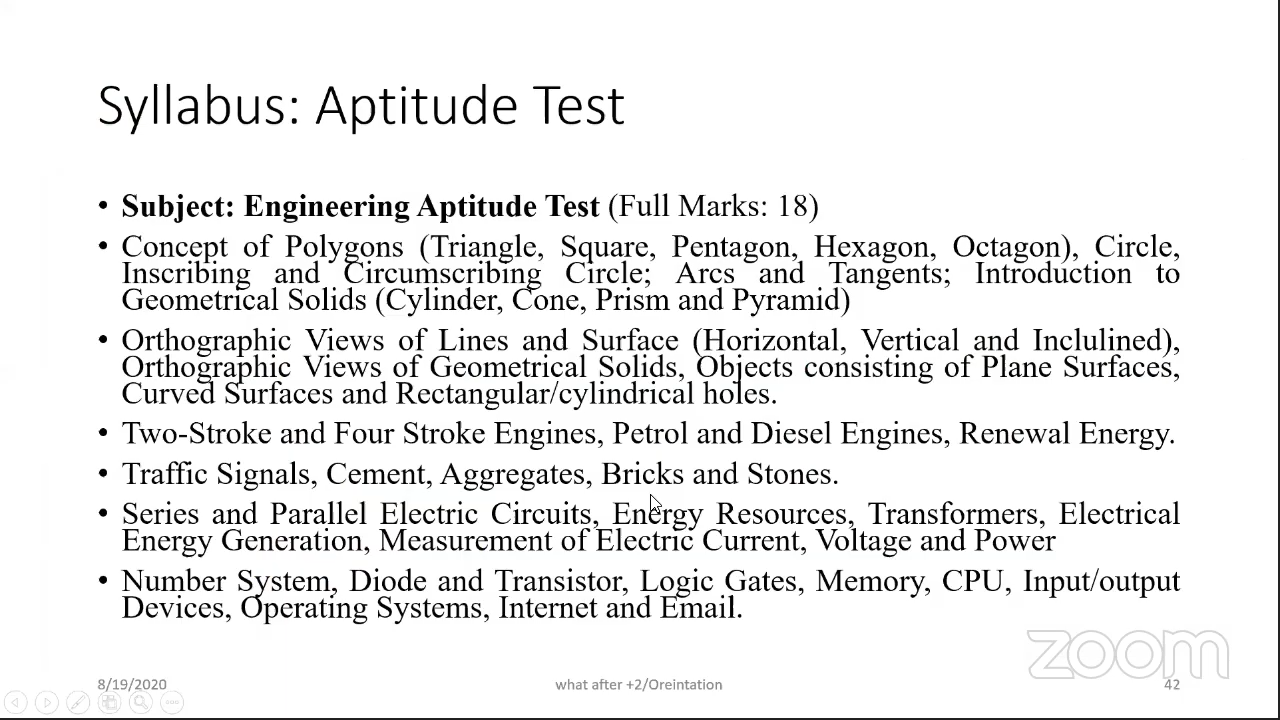 Syllabus: Aptitude Test
• Subject: Engineering Aptitude Test (Full Marks: 18)
• Concept of Polygons (Triangle, Square, Pentagon, Hexagon, Octagon), Circle,
Inscribing and Circumscribing Circle; Arcs and Tangents; Introduction to
Geometrical Solids (Cylinder, Cone, Prism and Pyramid)
• Orthographic Views of Lines and Surface (Horizontal, Vertical and Inclulined),
Orthographic Views of Geometrical Solids, Objects consisting of Plane Surfaces,
Curved Surfaces and Rectangular/cylindrical holes.
• Two-Stroke and Four Stroke Engines, Petrol and Diesel Engines, Renewal Energy.
• Traffic Signals, Cement, Aggregates, Bricks and Stones.
• Series and Parallel Electric Circuits, Energy Resources, Transformers, Electrical
Energy Generation, Measurement of Electric Current, Voltage and Power
• Number System, Diode and Transistor, Logic Gates, Memory, CPU, Input/output
Devices, Operating Systems, Internet and Email.
zoom
8/19/2020
what after +2/Oreintation
42